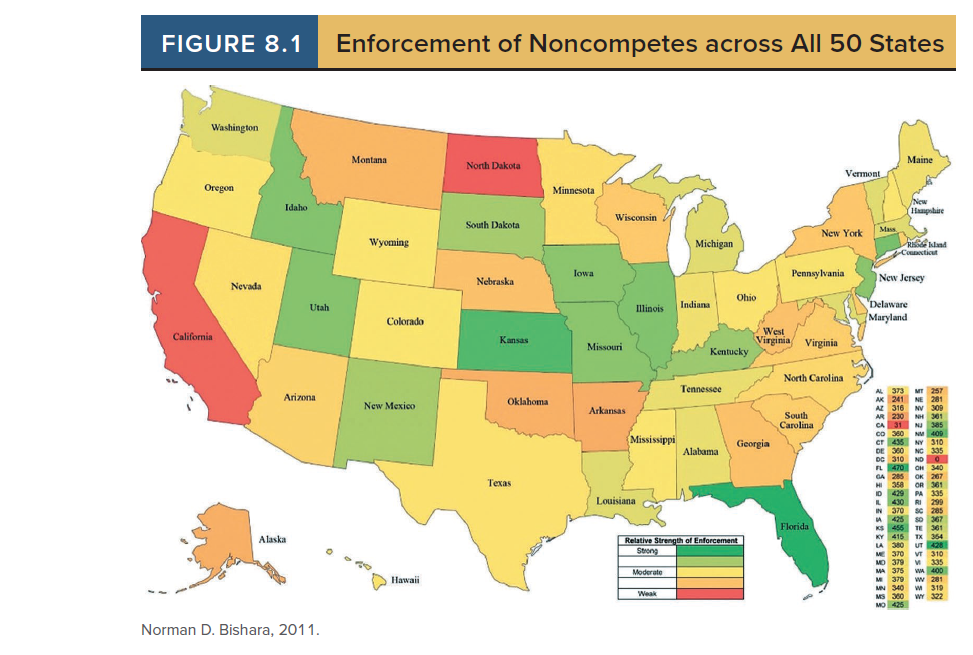 FIGURE 8.1 Enforcement of Noncompetes across All 50 States
Washington
Oregon
California
Nevada
Idaho
Montana
Wyoming
Utah
Arizona
Colorado
New Mexico
North Dakota
South Dakota
Nebraska
Kansas
Oklahoma
Texas
Minnesota
Iowa
Missouri
Arkansas
Louisiana
Wisconsin
Illinois
Michigan
Indiana
Ohio
Kentucky
Tennessee
Mississippi
Alabama
Georgia
Florida
South
Carolina
North Carolina
Virginia
West
Virginia
Pennsylvania
New York
Vermont
Maine
New
Hampshire
Mass.
Rhode Island
Connecticut
New Jersey
Delaware
Maryland
Alaska
Hawaii
Relative Strength of Enforcement
Strong
Moderate
Weak
AL 373 MT 257
AK 241 NE 281
AZ 316 NV 309
AR 230 NH 361
CA 31 NJ 385
CO 360 NM 409
CT 435 NY 310
DE 360 NC 335
DC 310 ND 0
FL 470 OH 340
GA 285 OK 267
HI 358 OR 361
ID 429 PA 335
IL 430 RI 299
IN 370 SC 285
IA 425 SD 367
KS 455 TE 361
KY 415 TX 354
LA 380 UT 428
ME 370 VT 310
MD 379 VI 335
MA 375 WA 400
MI 379 WV 281
MN 340 WI 319
MS 360 WY 322
MO 425
Norman D. Bishara, 2011.